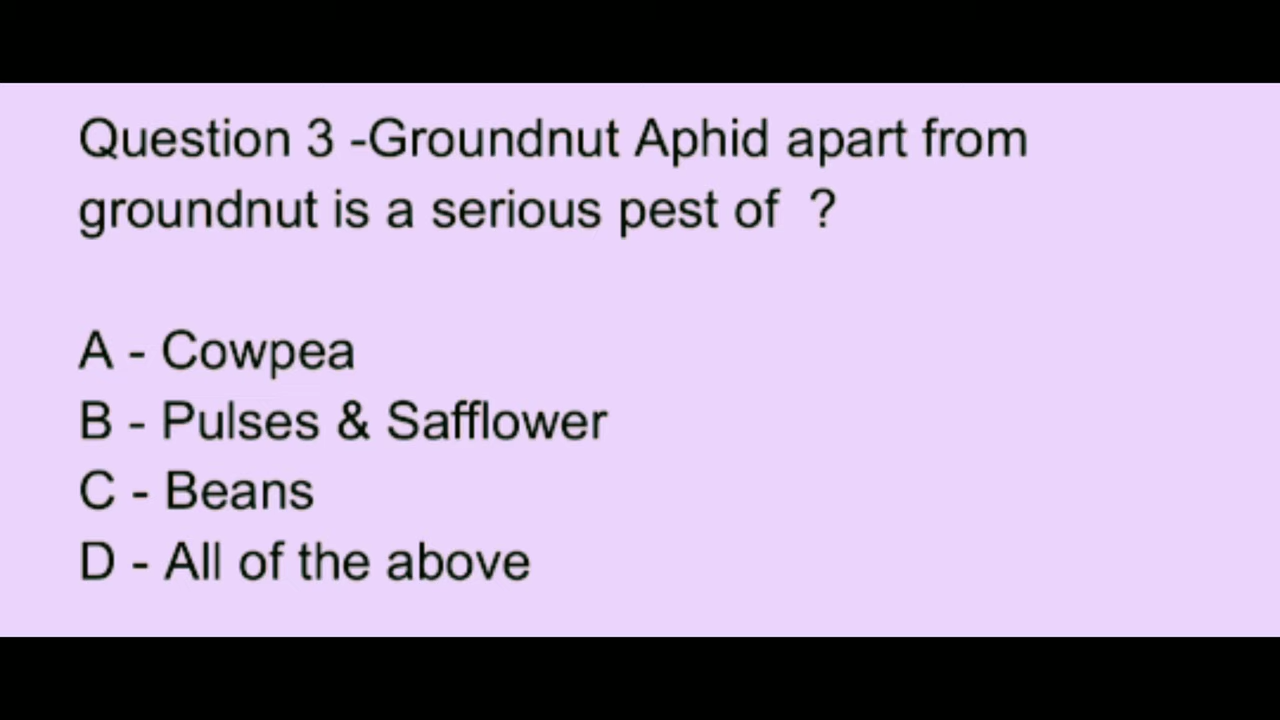 Question 3 -Groundnut Aphid apart from
groundnut is a serious pest of  ?
A - Cowpea
B - Pulses & Safflower
C - Beans
D - All of the above